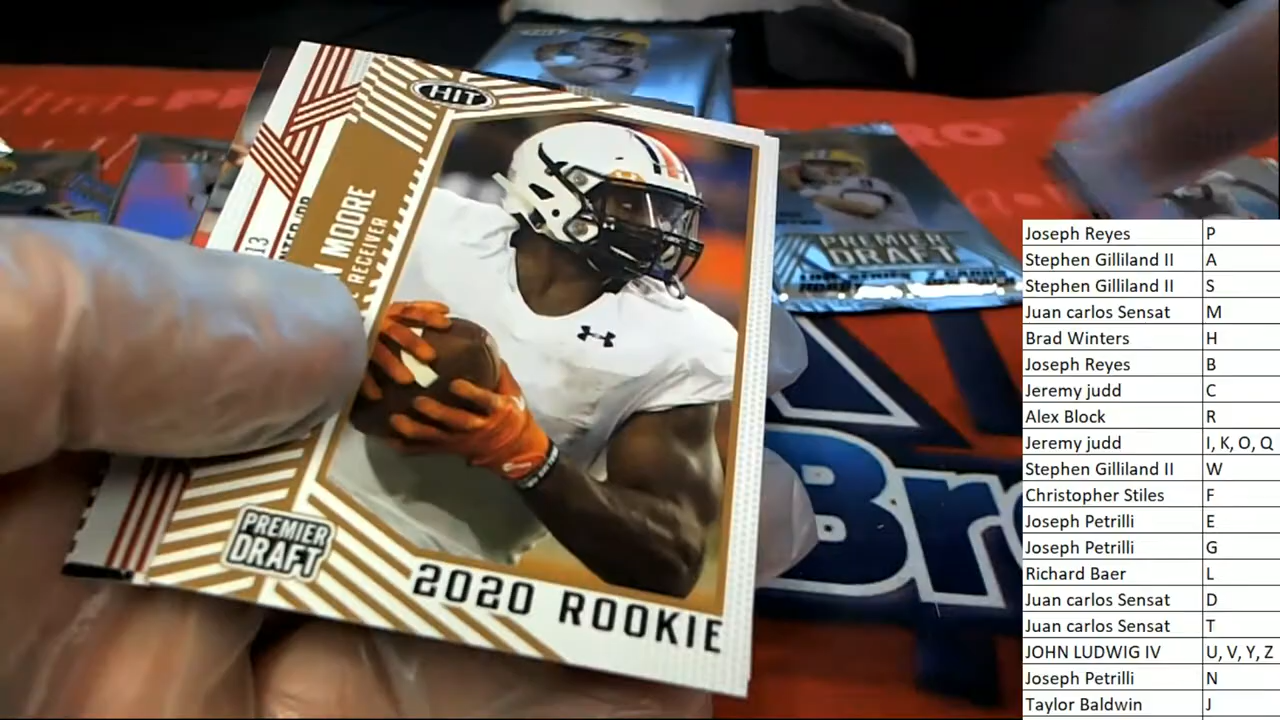 HIT
N MOORE
RECEIVER
13
PREMIER
DRAFT
2020 ROOKIE
PREMIER
DRAFT
Br
Joseph Reyes P
Stephen Gilliland II A
Stephen Gilliland II S
Juan carlos Sensat M
Brad Winters H
Joseph Reyes B
Jeremy judd C
Alex Block R
Jeremy judd I, K, O, Q
Stephen Gilliland II W
Christopher Stiles F
Joseph Petrilli E
Joseph Petrilli G
Richard Baer L
Juan carlos Sensat D
Juan carlos Sensat T
JOHN LUDWIG IV U, V, Y, Z
Joseph Petrilli N
Taylor Baldwin J